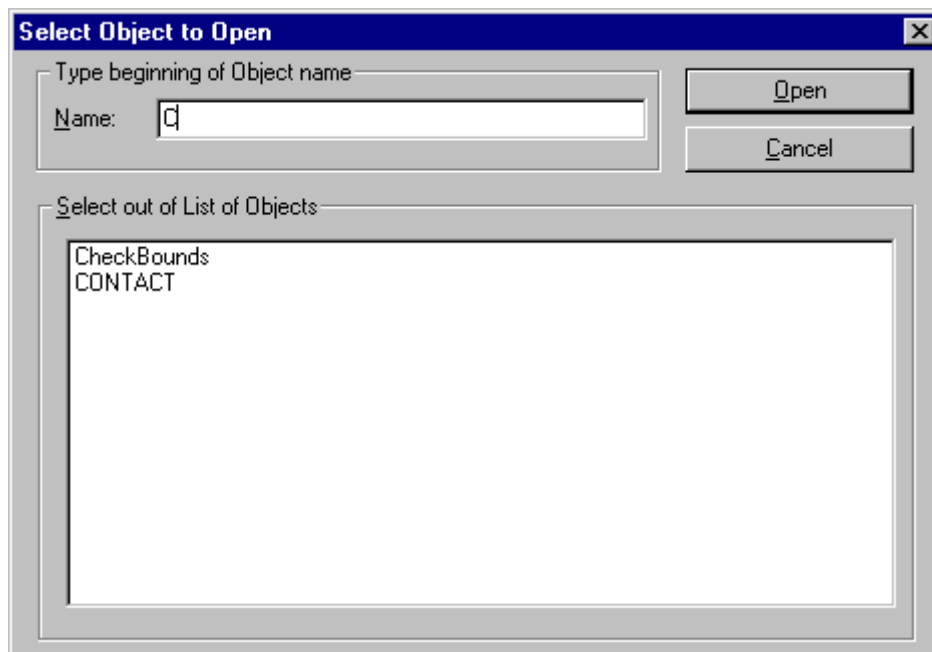 Select Object to Open
Type beginning of Object name
Name: C
Open
Cancel
Select out of List of Objects
CheckBounds
CONTACT